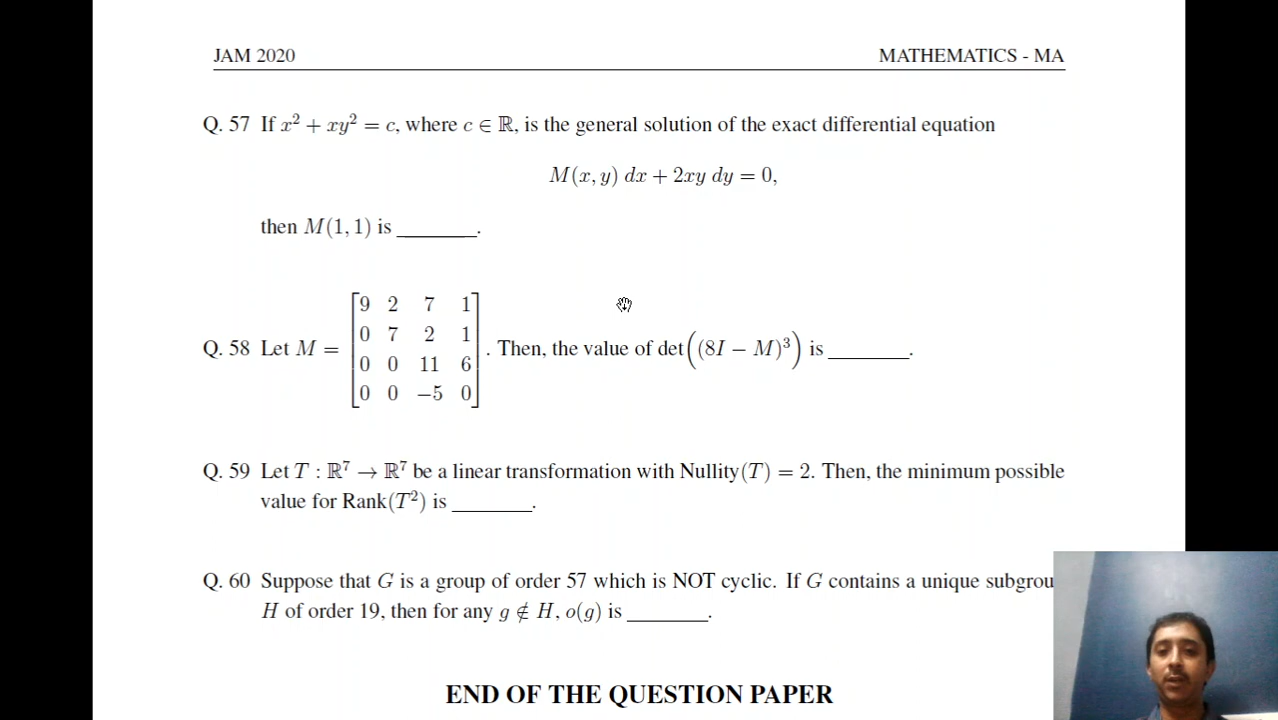 JAM 2020 MATHEMATICS - MA
Q. 57 If x² + xy² = c, where c ∈ ℝ, is the general solution of the exact differential equation
M(x, y) dx + 2xy dy = 0,
then M(1, 1) is ________.
Q. 58 Let M = [9 2 7 1
0 7 2 1
0 0 11 6
0 0 −5 0]. Then, the value of det((8I − M)³) is ________.
Q. 59 Let T : ℝ⁷ → ℝ⁷ be a linear transformation with Nullity(T) = 2. Then, the minimum possible
value for Rank(T²) is ________.
Q. 60 Suppose that G is a group of order 57 which is NOT cyclic. If G contains a unique subgrou
H of order 19, then for any g ∉ H, o(g) is ________.
END OF THE QUESTION PAPER